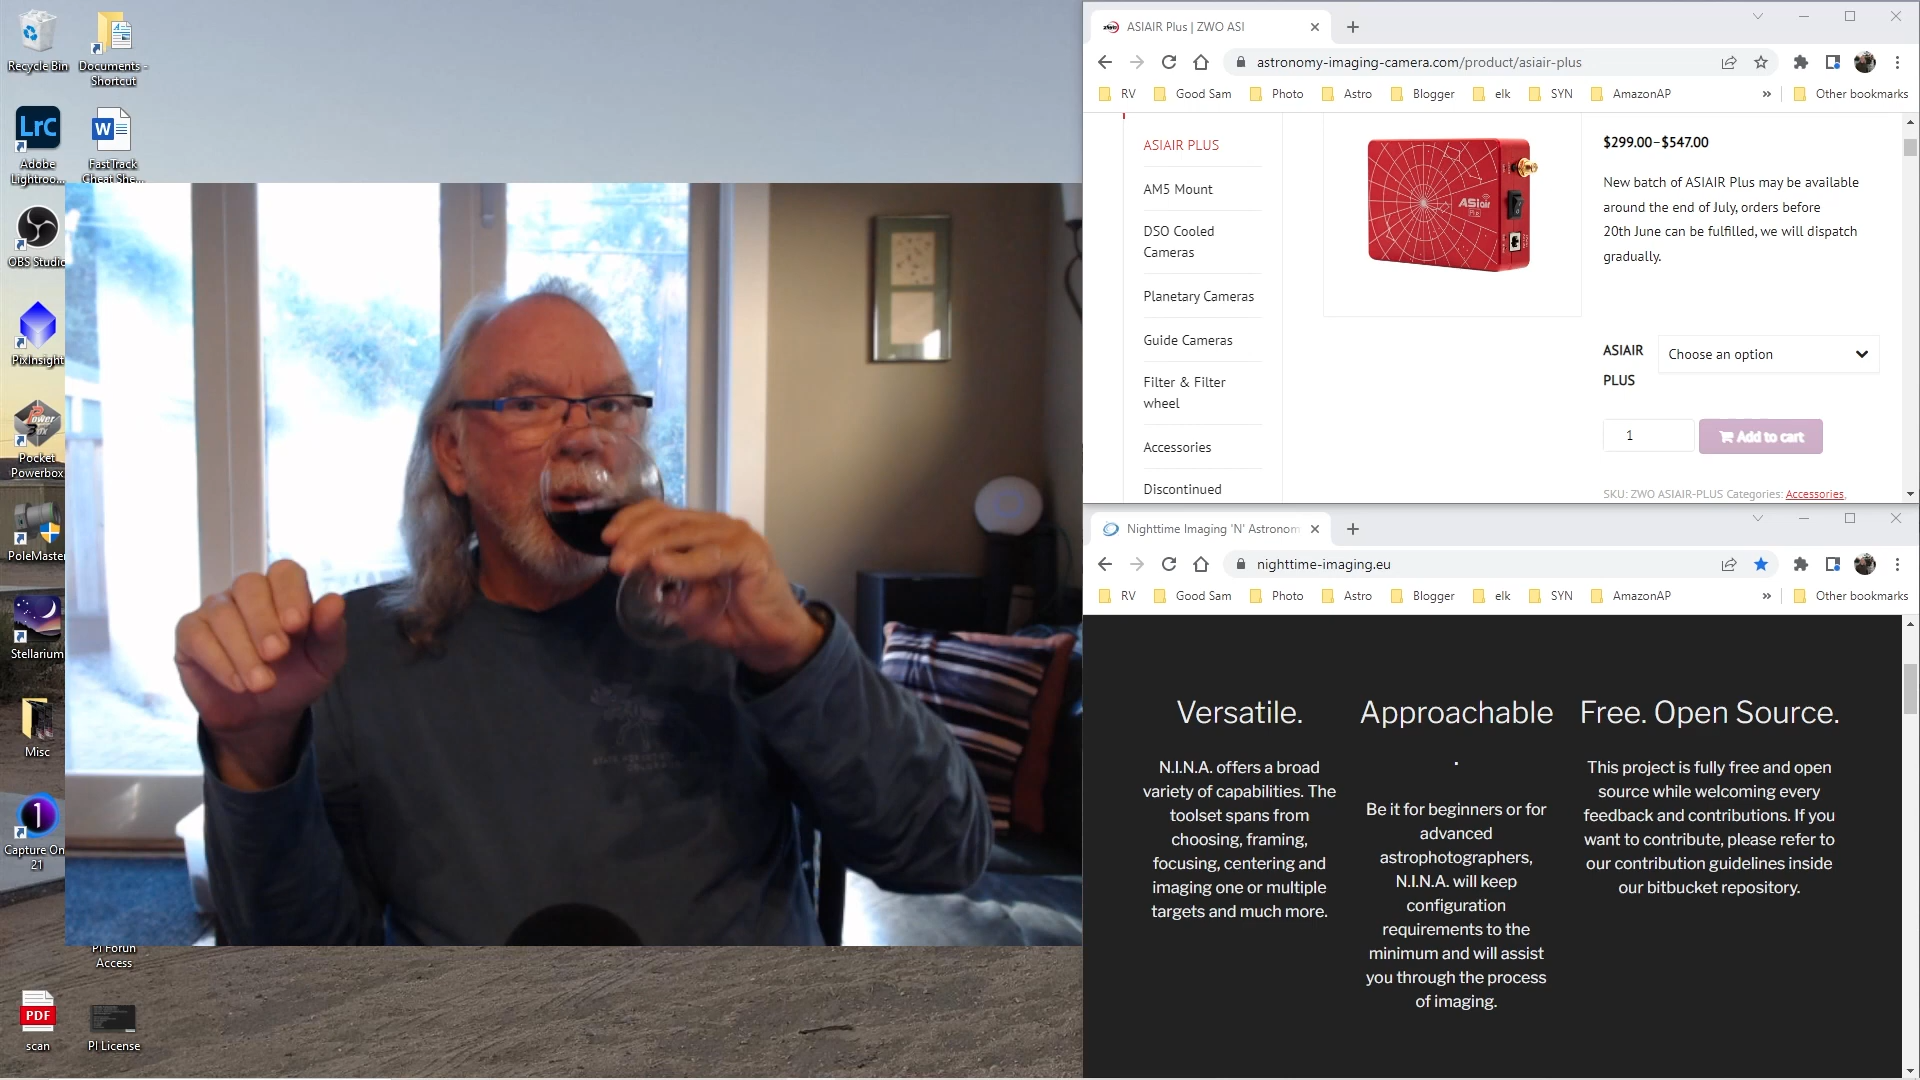 Recycle Bin
Documents -
Shortcut
Adobe
Lightroo...
FastTrack
Cheat She...
OBS Studio
PixInsight
Pocket
Powerbox
PoleMaster
Stellarium
Misc
Capture On
21
PI Forun
Access
scan
PI License
ASIAIR Plus | ZWO ASI
astronomy-imaging-camera.com/product/asiair-plus
RV
Good Sam
Photo
Astro
Blogger
elk
SYN
AmazonAP
»
Other bookmarks
ASIAIR PLUS
AM5 Mount
DSO Cooled
Cameras
Planetary Cameras
Guide Cameras
Filter & Filter
wheel
Accessories
Discontinued
ASIair
$299.00–$547.00
New batch of ASIAIR Plus may be available
around the end of July, orders before
20th June can be fulfilled, we will dispatch
gradually.
ASIAIR
PLUS
Choose an option
1
Add to cart
SKU: ZWO ASIAIR-PLUS Categories: Accessories,
Nighttime Imaging 'N' Astronom
nighttime-imaging.eu
RV
Good Sam
Photo
Astro
Blogger
elk
SYN
AmazonAP
»
Other bookmarks
Versatile.
N.I.N.A. offers a broad
variety of capabilities. The
toolset spans from
choosing, framing,
focusing, centering and
imaging one or multiple
targets and much more.
Approachable
.
Be it for beginners or for
advanced
astrophotographers,
N.I.N.A. will keep
configuration
requirements to the
minimum and will assist
you through the process
of imaging.
Free. Open Source.
This project is fully free and open
source while welcoming every
feedback and contributions. If you
want to contribute, please refer to
our contribution guidelines inside
our bitbucket repository.